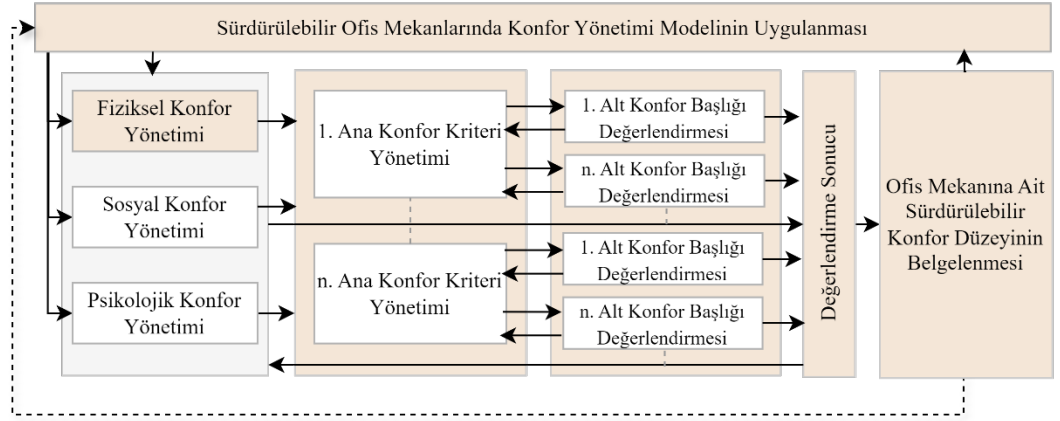 Sürdürülebilir Ofis Mekanlarında Konfor Yönetimi Modelinin Uygulanması
Fiziksel Konfor
Yönetimi
Sosyal Konfor
Yönetimi
Psikolojik Konfor
Yönetimi
1. Ana Konfor Kriteri
Yönetimi
n. Ana Konfor Kriteri
Yönetimi
1. Alt Konfor Başlığı
Değerlendirmesi
n. Alt Konfor Başlığı
Değerlendirmesi
1. Alt Konfor Başlığı
Değerlendirmesi
n. Alt Konfor Başlığı
Değerlendirmesi
Değerlendirme Sonucu
Ofis Mekanına Ait
Sürdürülebilir
Konfor Düzeyinin
Belgelenmesi